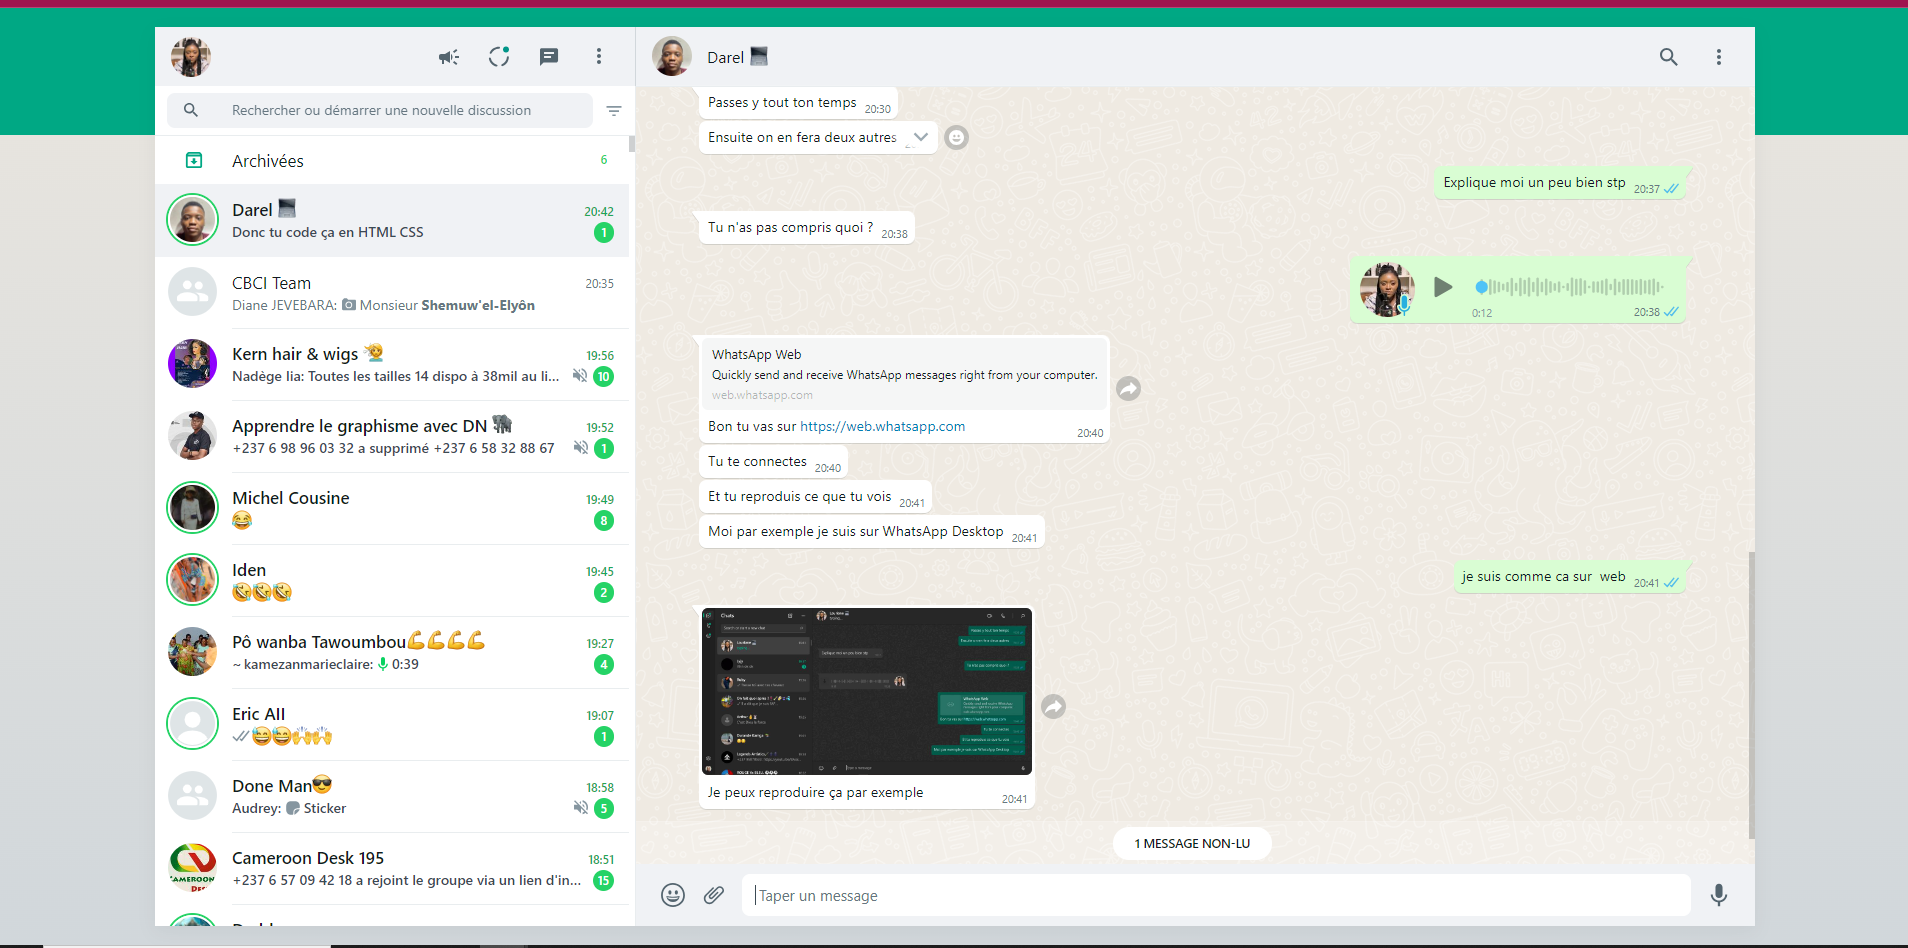 Rechercher ou démarrer une nouvelle discussion
Archivées
6
Darel
20:42
Donc tu code ça en HTML CSS
1
CBCI Team
20:35
Diane JEVEBARA: Monsieur Shemuw'el-Elyôn
Kern hair & wigs
19:56
Nadège lia: Toutes les tailles 14 dispo à 38mil au li...
10
Apprendre le graphisme avec DN
19:52
+237 6 98 96 03 32 a supprimé +237 6 58 32 88 67
1
Michel Cousine
19:49
8
Iden
19:45
2
Pô wanba Tawoumbou
19:27
~ kamezanmarieclaire: 0:39
4
Eric All
19:07
1
Done Man
18:58
Audrey: Sticker
5
Cameroon Desk 195
18:51
+237 6 57 09 42 18 a rejoint le groupe via un lien d'in...
15
Darel
Passes y tout ton temps 20:30
Ensuite on en fera deux autres
Explique moi un peu bien stp 20:37
Tu n'as pas compris quoi ? 20:38
0:12
20:38
WhatsApp Web
Quickly send and receive WhatsApp messages right from your computer.
web.whatsapp.com
Bon tu vas sur https://web.whatsapp.com
20:40
Tu te connectes 20:40
Et tu reproduis ce que tu vois 20:41
Moi par exemple je suis sur WhatsApp Desktop 20:41
je suis comme ca sur web 20:41
Chats
Je peux reproduire ça par exemple
20:41
1 MESSAGE NON-LU
Taper un message